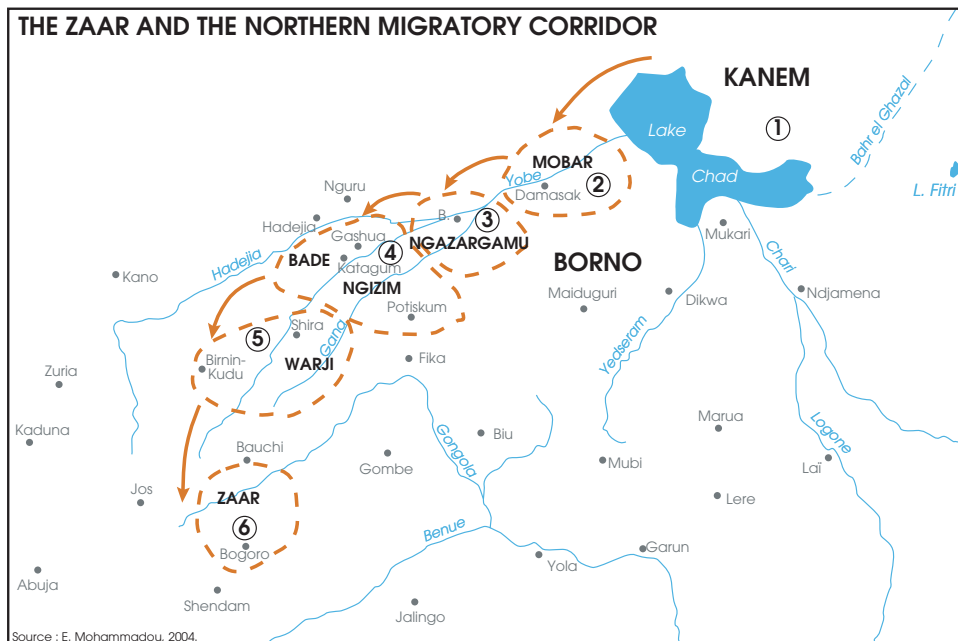 THE ZAAR AND THE NORTHERN MIGRATORY CORRIDOR
KANEM
1
Bahr el Ghazal
Lake
Chad
L. Fitri
MOBAR
2
Damasak
Yobe
Nguru
Hadejia
B.
3
NGAZARGAMU
Mukari
Gashua
4
BADE
Katagum
Hadejia
Kano
BORNO
Chari
NGIZIM
Maiduguri
Dikwa
Ndjamena
Potiskum
Shira
5
Gana
Yedseram
Birnin-
Kudu
WARJI
Fika
Zuria
Kaduna
Bauchi
Gongola
Biu
Marua
Logone
Gombe
Mubi
Laï
Jos
ZAAR
6
Bogoro
Lere
Benue
Garun
Yola
Abuja
Shendam
Jalingo
Source : E. Mohammadou, 2004.